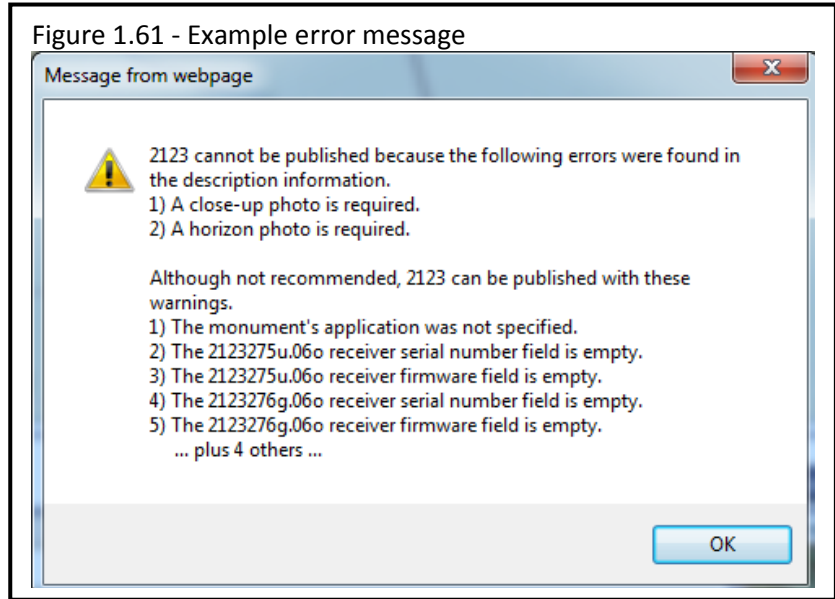 Figure 1.61 - Example error message
Message from webpage
2123 cannot be published because the following errors were found in
the description information.
1) A close-up photo is required.
2) A horizon photo is required.
Although not recommended, 2123 can be published with these
warnings.
1) The monument's application was not specified.
2) The 2123275u.06o receiver serial number field is empty.
3) The 2123275u.06o receiver firmware field is empty.
4) The 2123276g.06o receiver serial number field is empty.
5) The 2123276g.06o receiver firmware field is empty.
... plus 4 others ...
OK